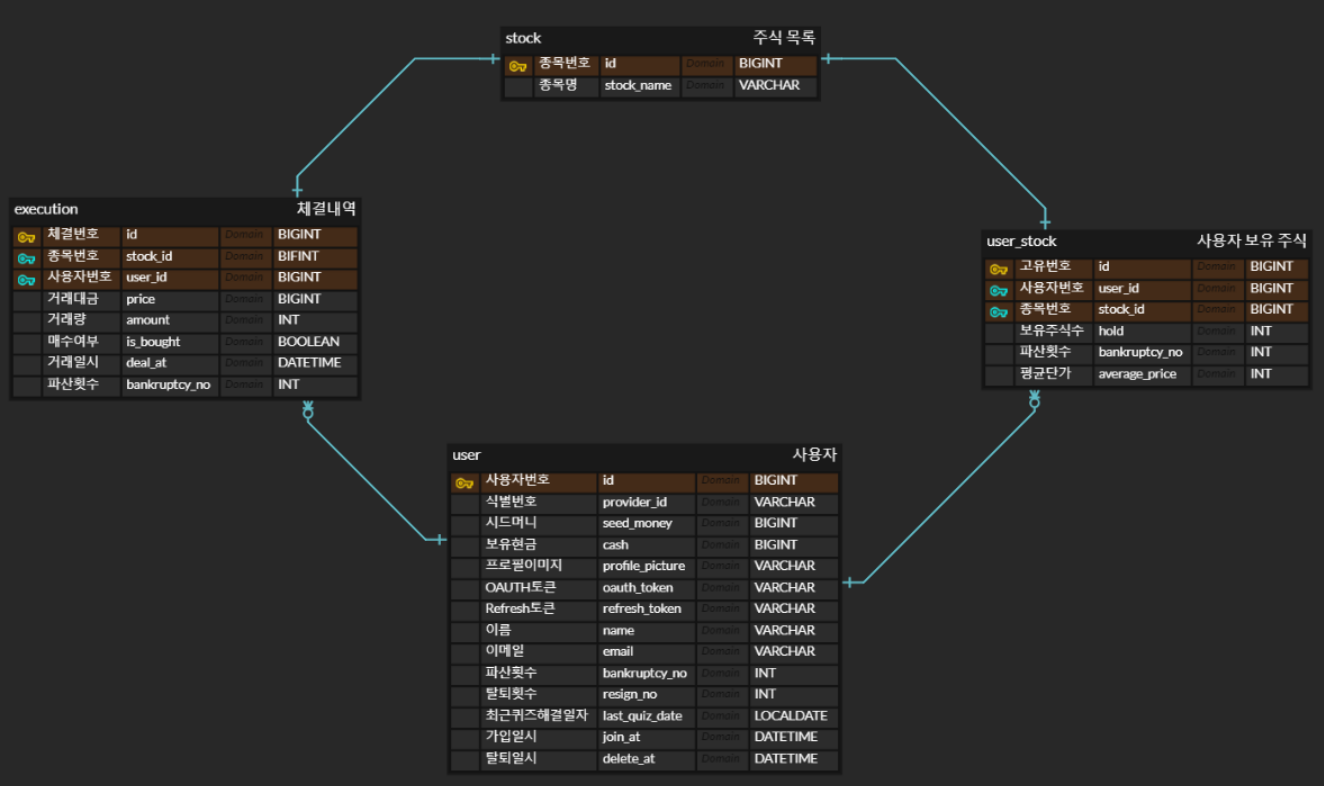 stock 주식 목록
종목번호 id Domain BIGINT
종목명 stock_name Domain VARCHAR
execution 체결내역
체결번호 id Domain BIGINT
종목번호 stock_id Domain BIFINT
사용자번호 user_id Domain BIGINT
거래대금 price Domain BIGINT
거래량 amount Domain INT
매수여부 is_bought Domain BOOLEAN
거래일시 deal_at Domain DATETIME
파산횟수 bankruptcy_no Domain INT
user_stock 사용자 보유 주식
고유번호 id Domain BIGINT
사용자번호 user_id Domain BIGINT
종목번호 stock_id Domain BIGINT
보유주식수 hold Domain INT
파산횟수 bankruptcy_no Domain INT
평균단가 average_price Domain INT
user 사용자
사용자번호 id Domain BIGINT
식별번호 provider_id Domain VARCHAR
시드머니 seed_money Domain BIGINT
보유현금 cash Domain BIGINT
프로필이미지 profile_picture Domain VARCHAR
OAUTH토큰 oauth_token Domain VARCHAR
Refresh토큰 refresh_token Domain VARCHAR
이름 name Domain VARCHAR
이메일 email Domain VARCHAR
파산횟수 bankruptcy_no Domain INT
탈퇴횟수 resign_no Domain INT
최근퀴즈해결일자 last_quiz_date Domain LOCALDATE
가입일시 join_at Domain DATETIME
탈퇴일시 delete_at Domain DATETIME